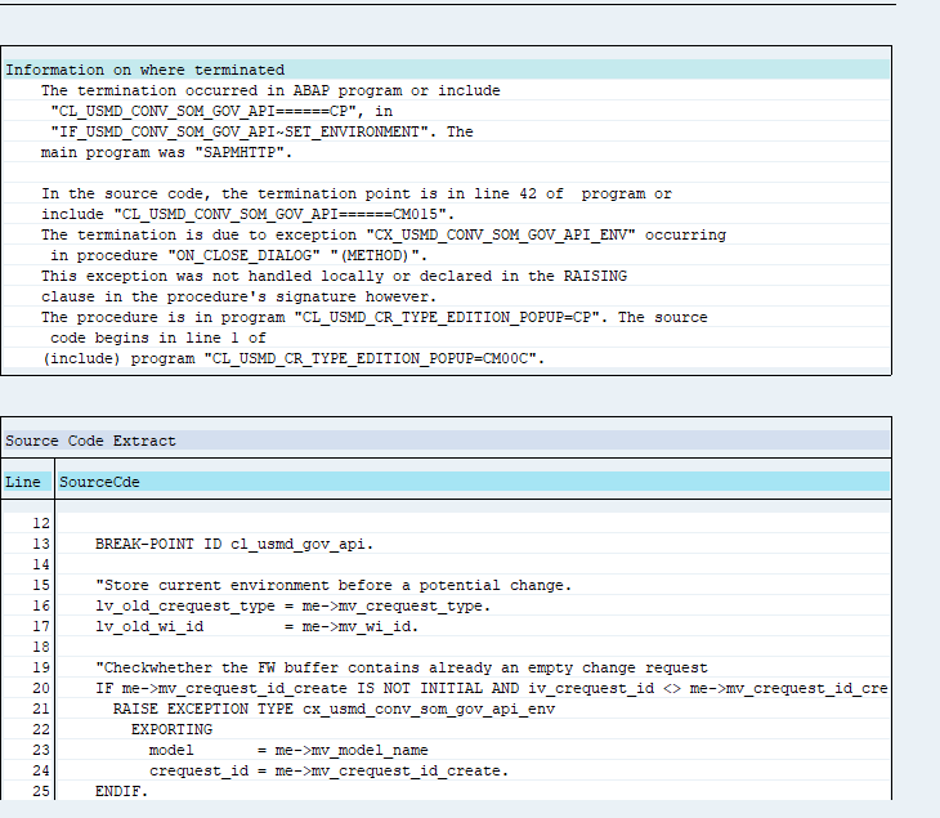 Information on where terminated
The termination occurred in ABAP program or include
"CL_USMD_CONV_SOM_GOV_API======CP", in
"IF_USMD_CONV_SOM_GOV_API~SET_ENVIRONMENT". The
main program was "SAPMHTTP".
In the source code, the termination point is in line 42 of  program or
include "CL_USMD_CONV_SOM_GOV_API======CM015".
The termination is due to exception "CX_USMD_CONV_SOM_GOV_API_ENV" occurring
in procedure "ON_CLOSE_DIALOG" "(METHOD)".
This exception was not handled locally or declared in the RAISING
clause in the procedure's signature however.
The procedure is in program "CL_USMD_CR_TYPE_EDITION_POPUP=CP". The source
code begins in line 1 of
(include) program "CL_USMD_CR_TYPE_EDITION_POPUP=CM00C".
Source Code Extract
Line SourceCde
12
13 BREAK-POINT ID cl_usmd_gov_api.
14
15 "Store current environment before a potential change.
16 lv_old_crequest_type = me->mv_crequest_type.
17 lv_old_wi_id         = me->mv_wi_id.
18
19 "Checkwhether the FW buffer contains already an empty change request
20 IF me->mv_crequest_id_create IS NOT INITIAL AND iv_crequest_id <> me->mv_crequest_id_cre
21 RAISE EXCEPTION TYPE cx_usmd_conv_som_gov_api_env
22 EXPORTING
23 model       = me->mv_model_name
24 crequest_id = me->mv_crequest_id_create.
25 ENDIF.